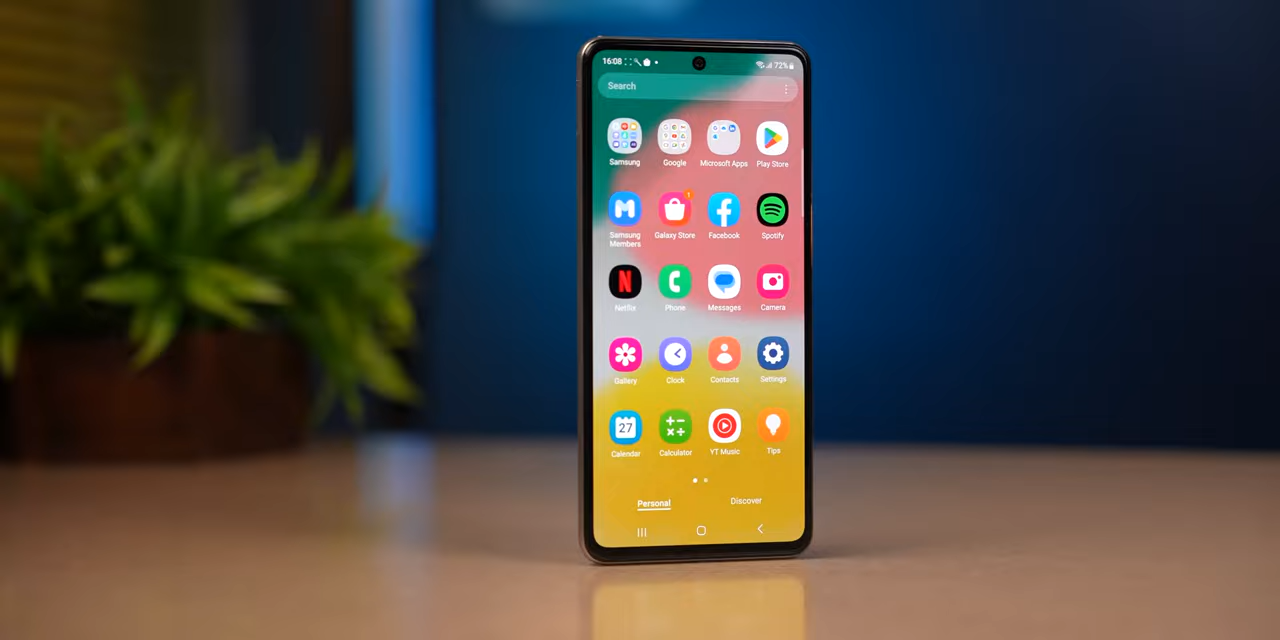 16:08
72%
Search
Samsung
Google
Microsoft Apps
Play Store
Samsung Members
1
Galaxy Store
Facebook
Spotify
Netflix
Phone
Messages
Camera
Gallery
Clock
Contacts
Settings
27
Calendar
Calculator
YT Music
Tips
Personal
Discover